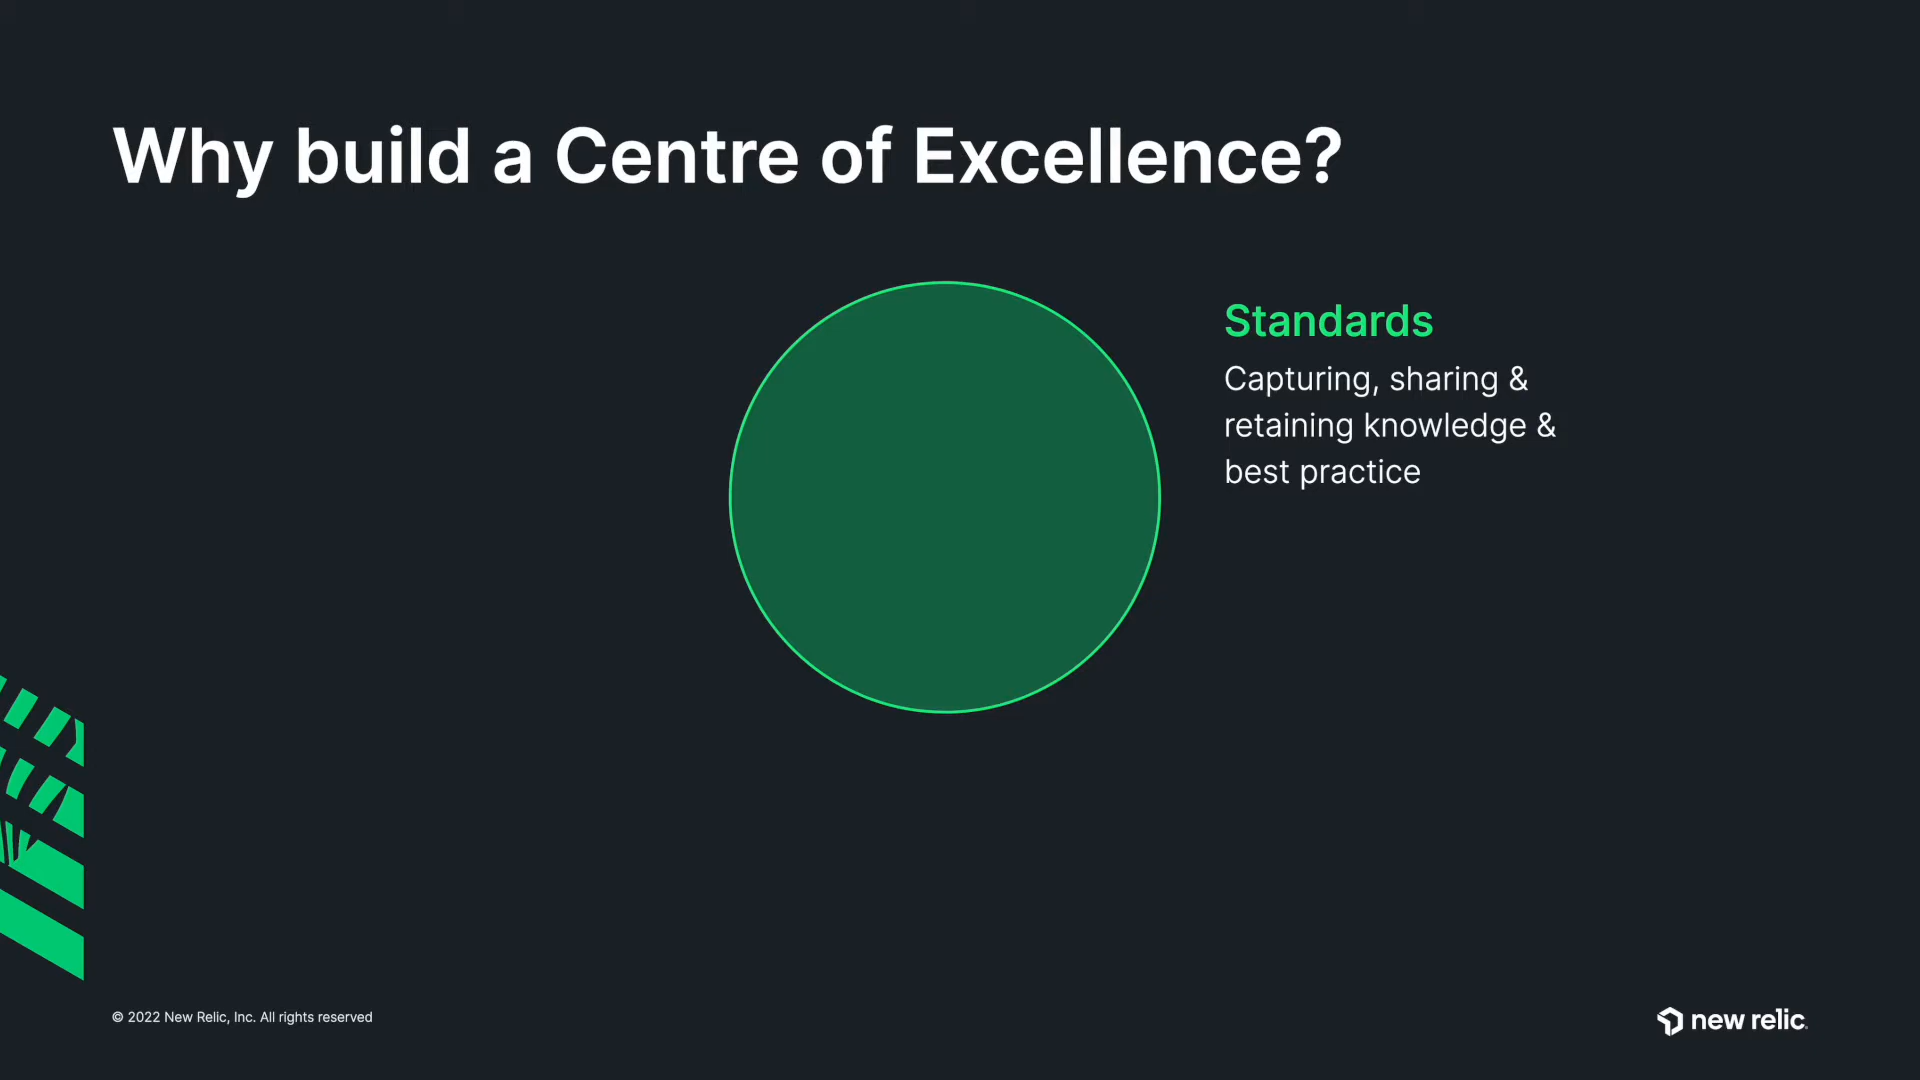 Why build a Centre of Excellence?
Standards
Capturing, sharing &
retaining knowledge &
best practice
© 2022 New Relic, Inc. All rights reserved
new relic.